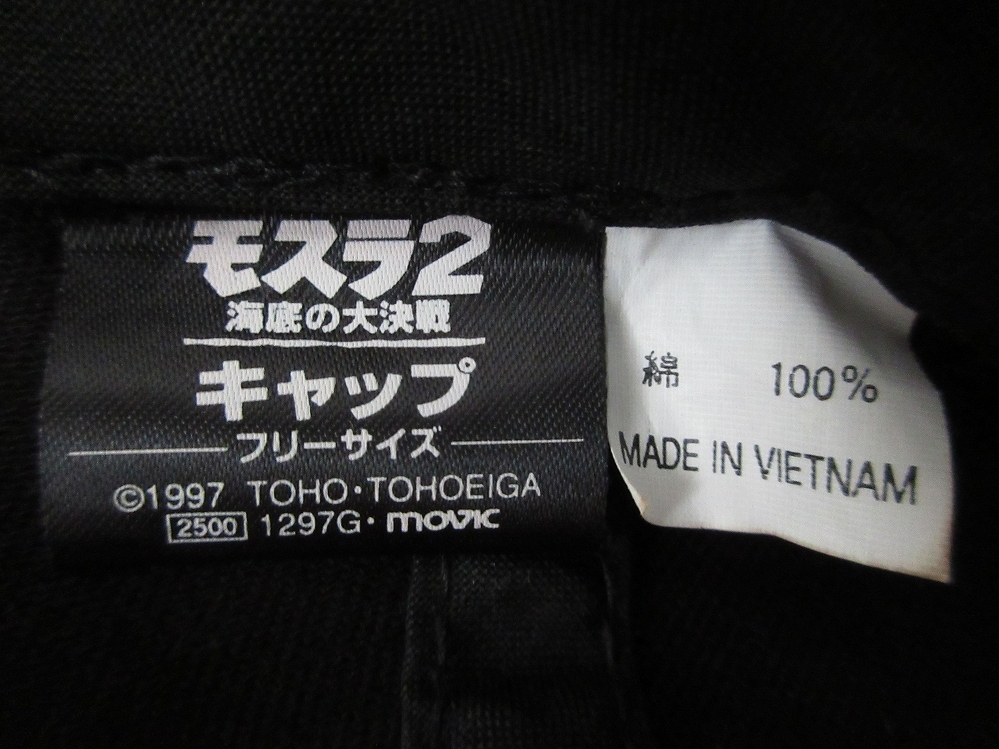 モスラ2
海底の大決戦
キャップ
フリーサイズ
©1997 TOHO・TOHOEIGA
2500 1297G・movic
綿 100%
MADE IN VIETNAM